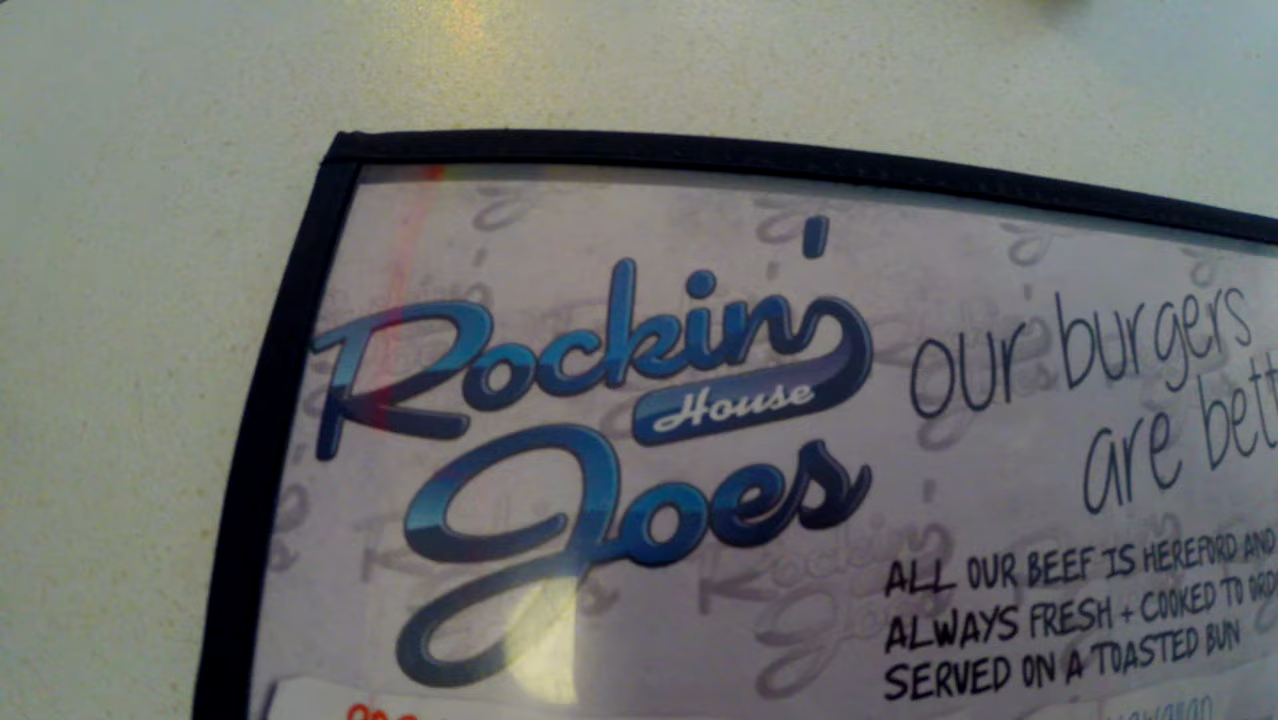 Rockin'
House
Joes
our burgers
are bett
ALL OUR BEEF IS HEREFORD AND
ALWAYS FRESH + COOKED TO ORD
SERVED ON A TOASTED BUN